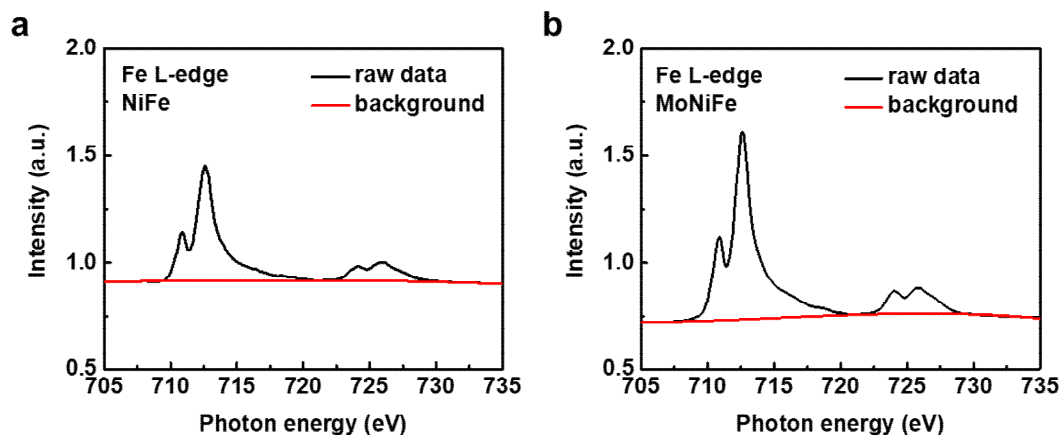 a
2.0
1.5
1.0
0.5
Intensity (a.u.)
Fe L-edge
NiFe
raw data
background
705 710 715 720 725 730 735
Photon energy (eV)
b
2.0
1.5
1.0
0.5
Intensity (a.u.)
Fe L-edge
MoNiFe
raw data
background
705 710 715 720 725 730 735
Photon energy (eV)